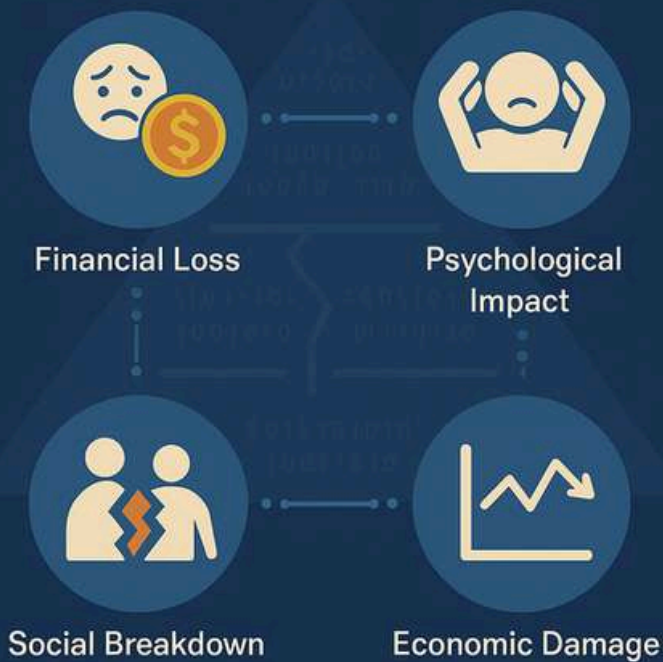 $
Financial Loss
Psychological
Impact
Social Breakdown
Economic Damage